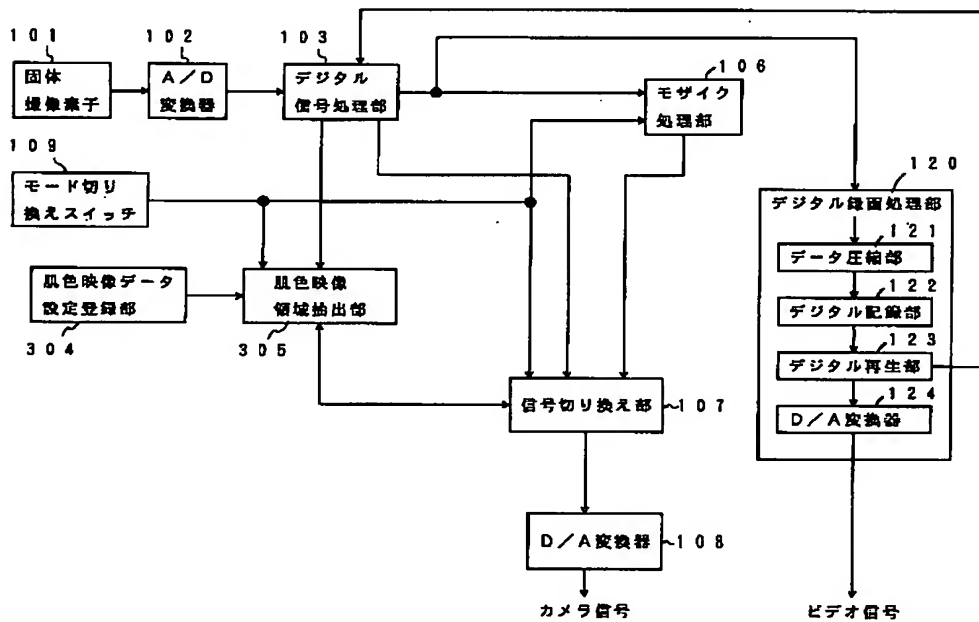 101
固体
撮像素子
102
A/D
変換器
103
デジタル
信号処理部
106
モザイク
処理部
109
モード切り
換えスイッチ
肌色映像データ
設定登録部
304
肌色映像
領域抽出部
305
信号切り換え部
107
D/A変換器
108
カメラ信号
120
デジタル録画処理部
121
データ圧縮部
122
デジタル記録部
123
デジタル再生部
124
D/A変換器
ビデオ信号